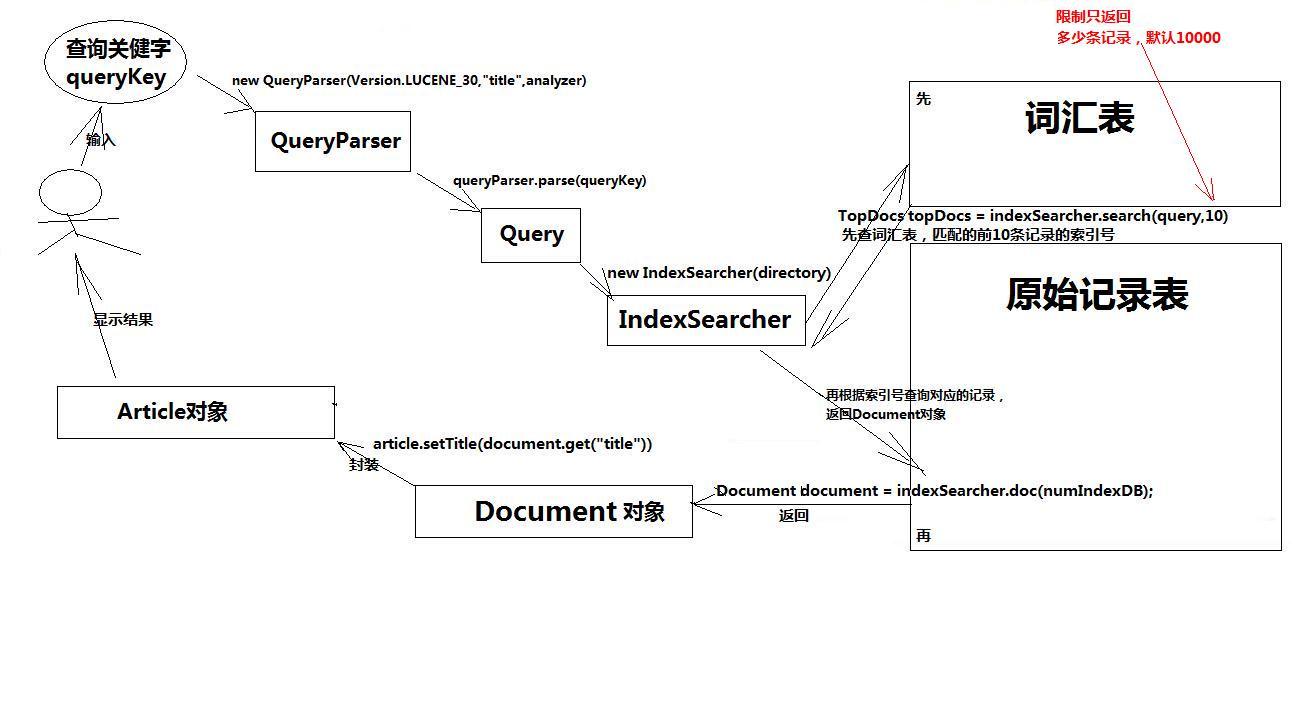 限制只返回
多少条记录，默认10000
查询关健字
queryKey
new QueryParser(Version.LUCENE_30,"title",analyzer)
先
词汇表
输入
QueryParser
queryParser.parse(queryKey)
TopDocs topDocs = indexSearcher.search(query,10)
先查词汇表，匹配的前10条记录的索引号
Query
new IndexSearcher(directory)
原始记录表
显示结果
IndexSearcher
再根据索引号查询对应的记录，
返回Document对象
Article对象
article.setTitle(document.get("title"))
封装
Document document = indexSearcher.doc(numIndexDB);
Document 对象
返回
再